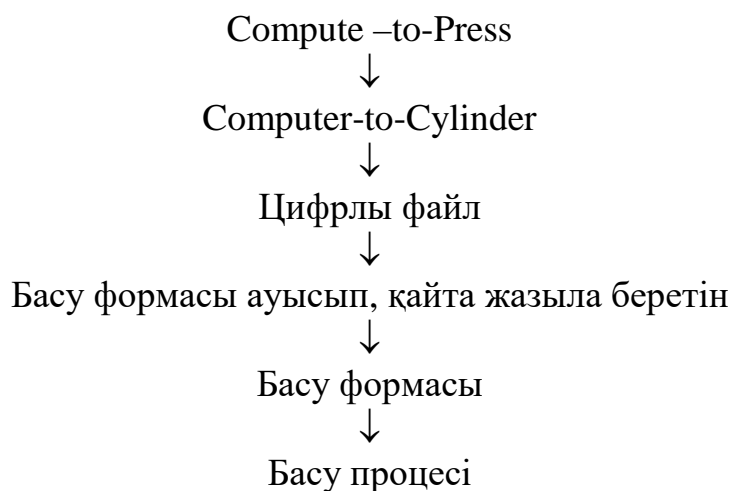 Compute –to-Press
↓
Computer-to-Cylinder
↓
Цифрлы файл
↓
Басу формасы ауысып, қайта жазыла беретін
↓
Басу формасы
↓
Басу процесі